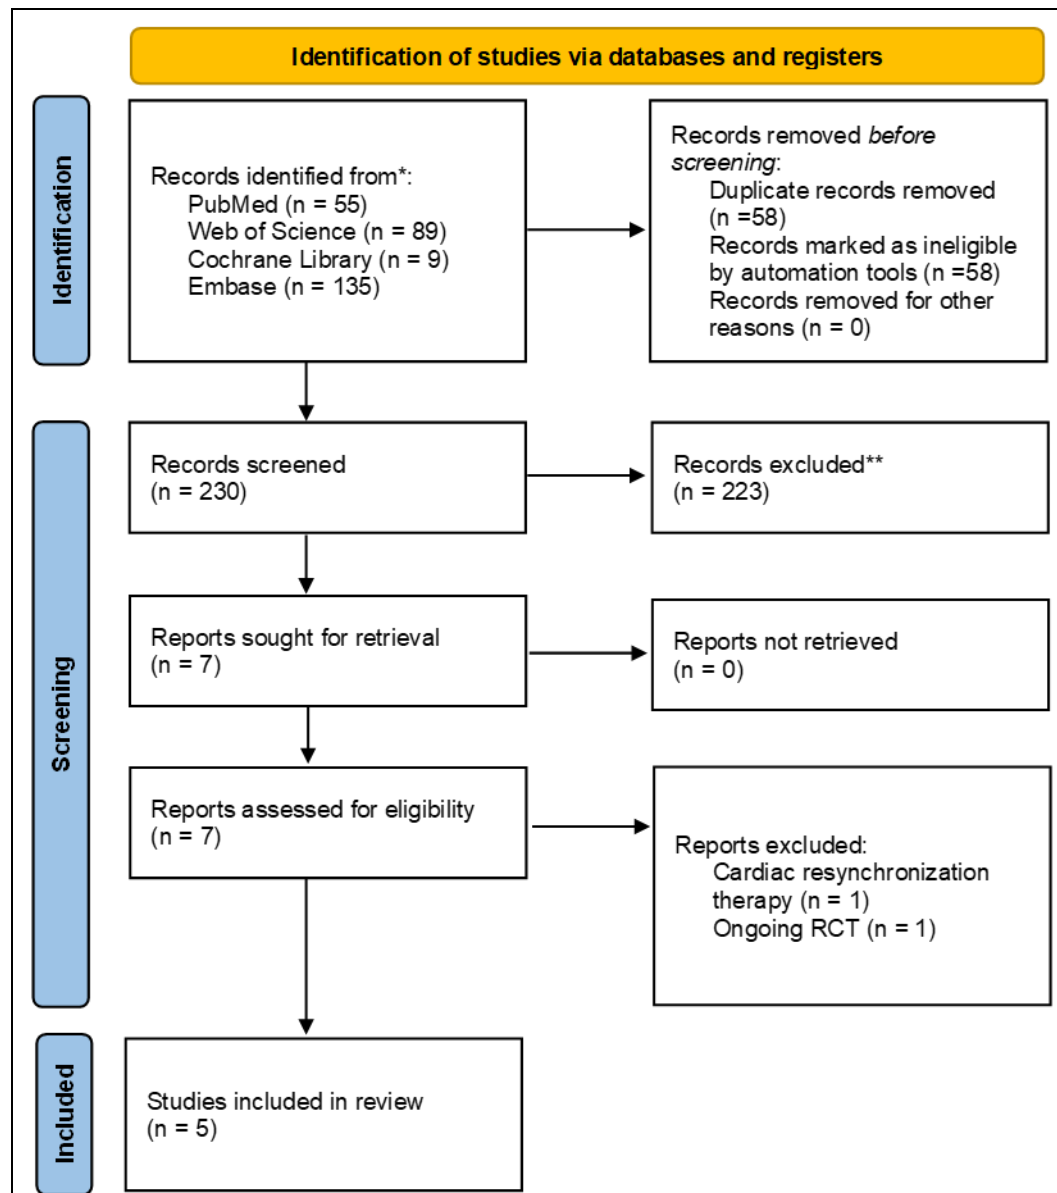 Identification of studies via databases and registers
Identification
Records identified from*:
PubMed (n = 55)
Web of Science (n = 89)
Cochrane Library (n = 9)
Embase (n = 135)
Records removed before
screening:
Duplicate records removed
(n =58)
Records marked as ineligible
by automation tools (n =58)
Records removed for other
reasons (n = 0)
Screening
Records screened
(n = 230)
Records excluded**
(n = 223)
Reports sought for retrieval
(n = 7)
Reports not retrieved
(n = 0)
Reports assessed for eligibility
(n = 7)
Reports excluded:
Cardiac resynchronization
therapy (n = 1)
Ongoing RCT (n = 1)
Included
Studies included in review
(n = 5)